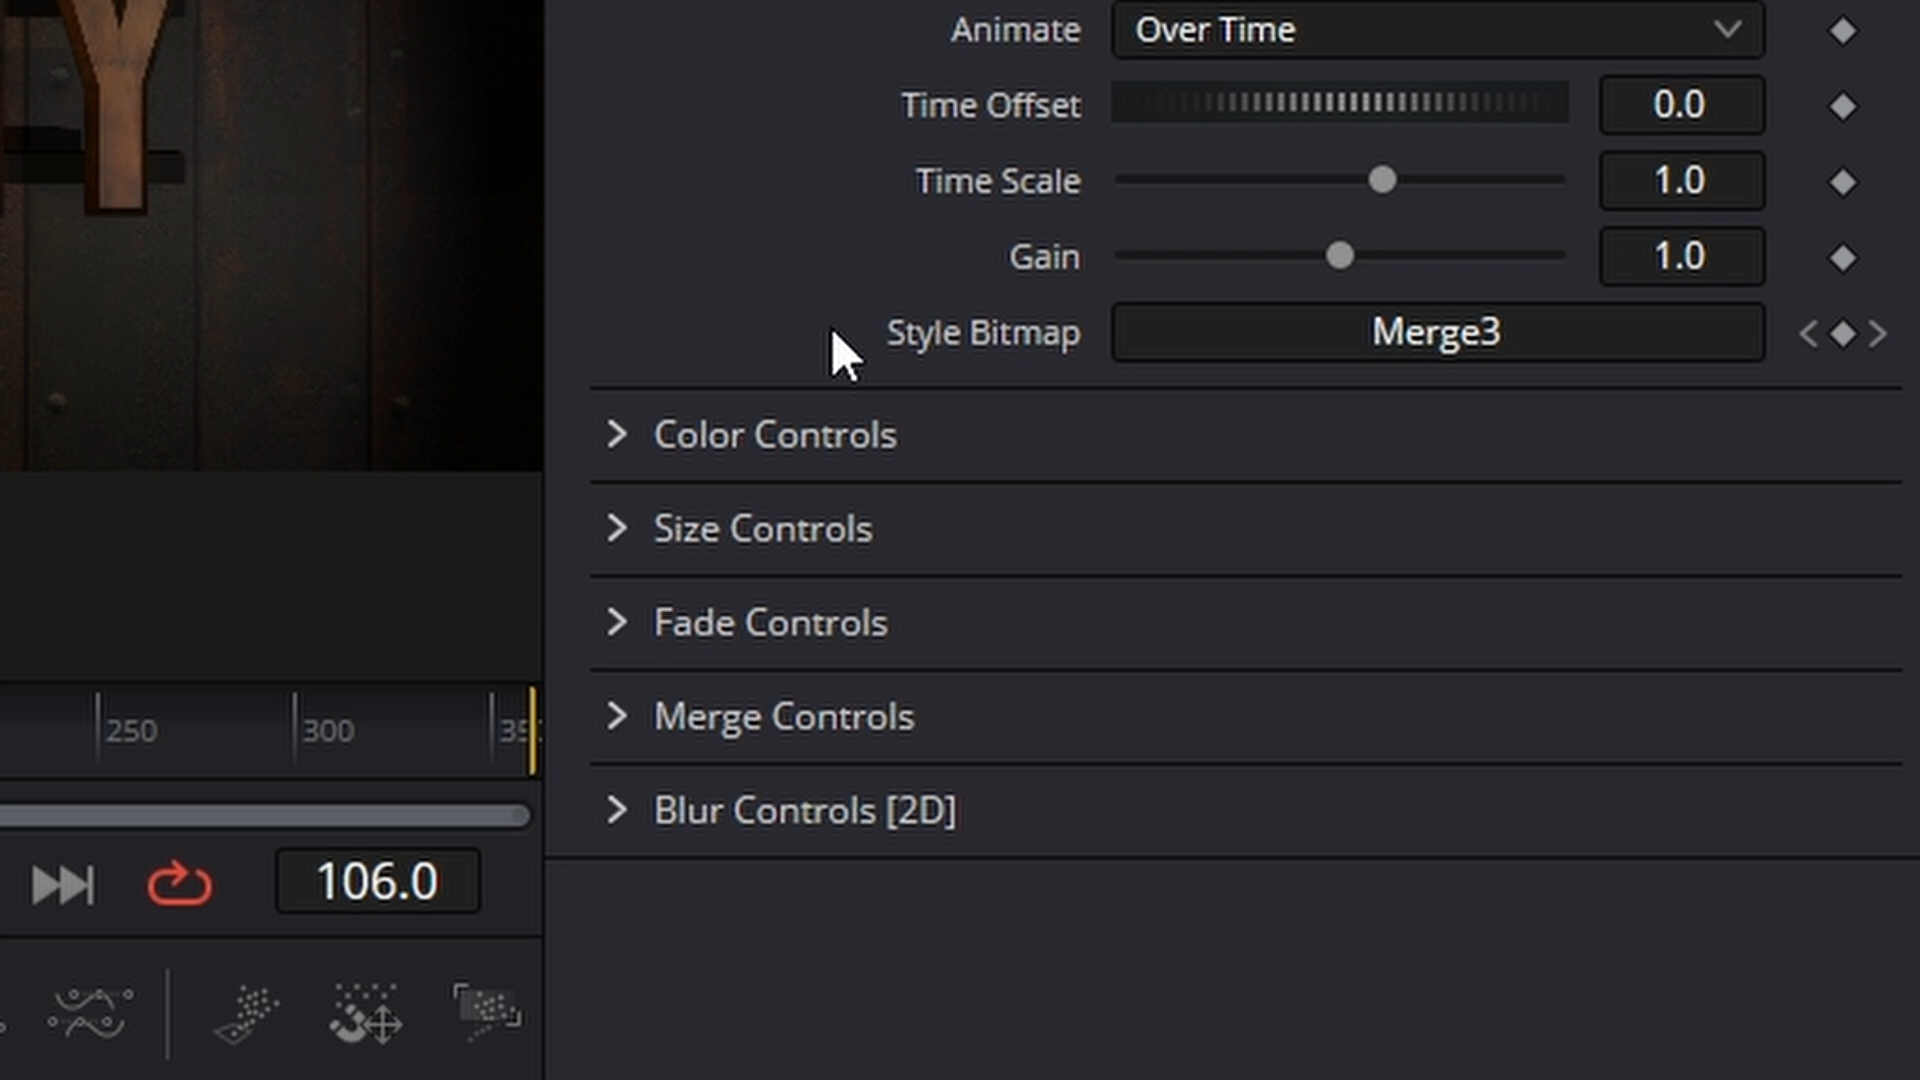 Y
Animate Over Time
Time Offset 0.0
Time Scale 1.0
Gain 1.0
Style Bitmap Merge3
Color Controls
Size Controls
Fade Controls
Merge Controls
Blur Controls [2D]
250 300
106.0